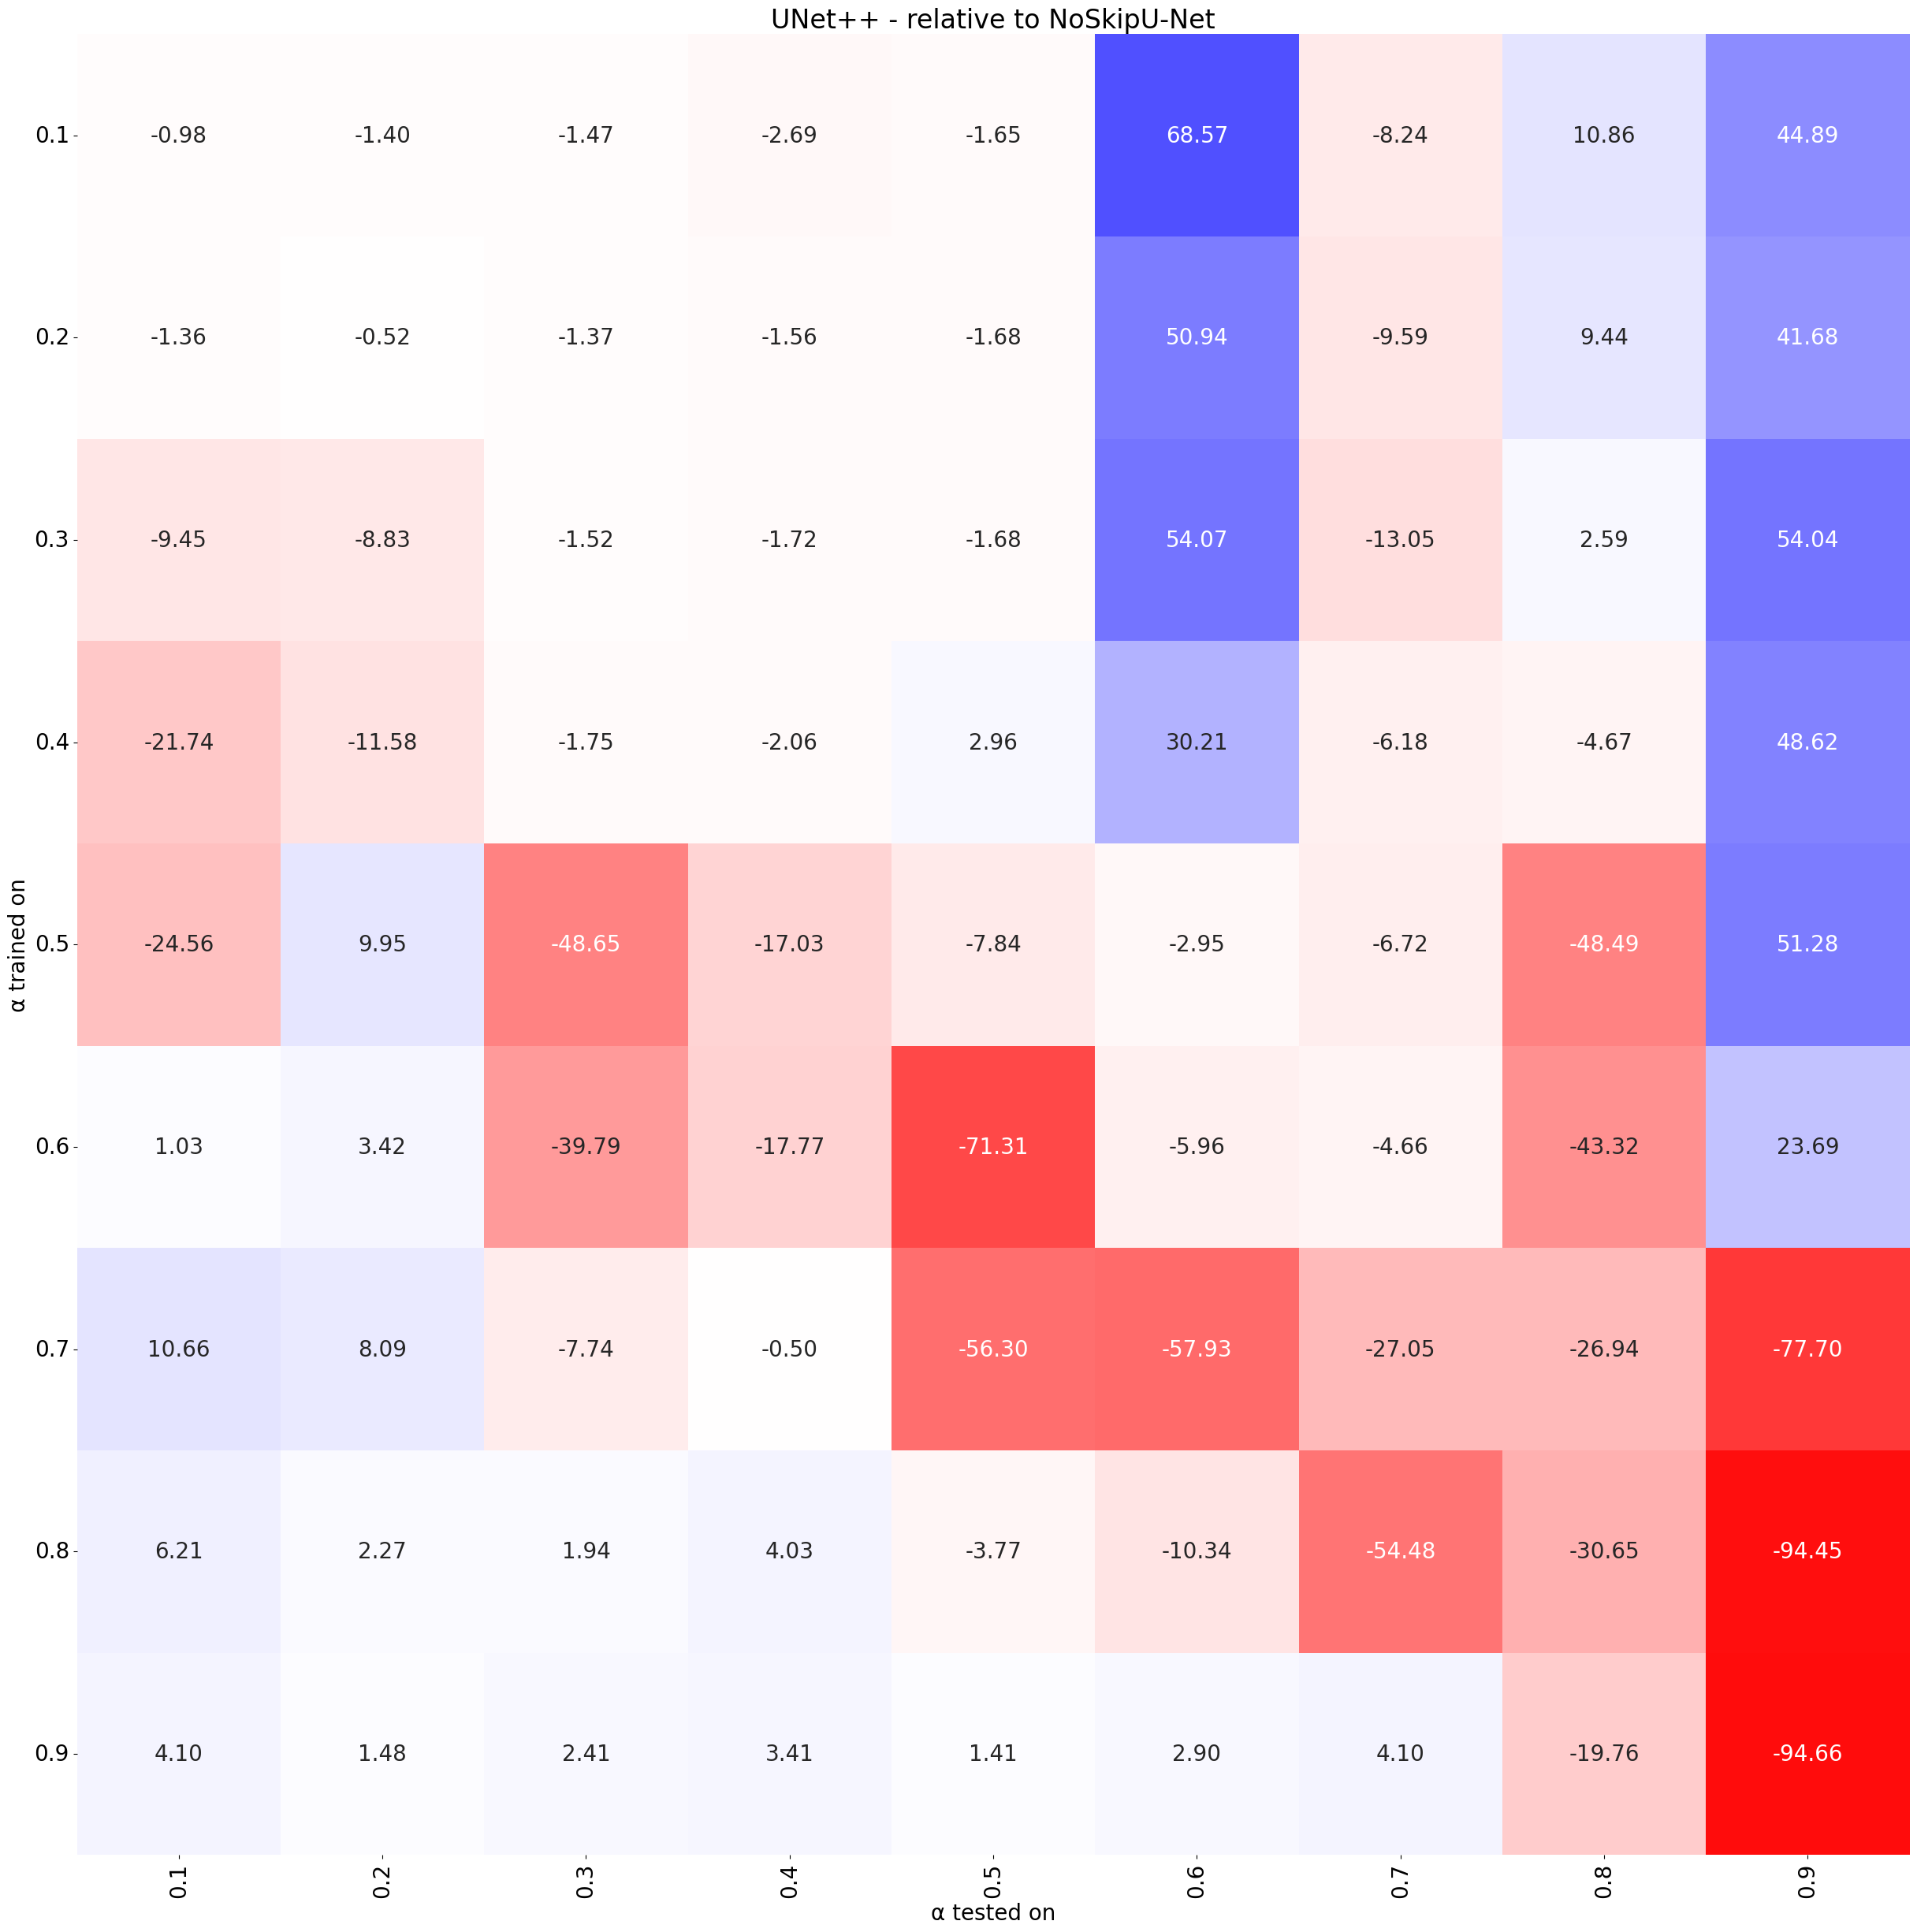 UNet++ - relative to NoSkipU-Net
0.1 -0.98 -1.40 -1.47 -2.69 -1.65 68.57 -8.24 10.86 44.89
0.2 -1.36 -0.52 -1.37 -1.56 -1.68 50.94 -9.59 9.44 41.68
0.3 -9.45 -8.83 -1.52 -1.72 -1.68 54.07 -13.05 2.59 54.04
0.4 -21.74 -11.58 -1.75 -2.06 2.96 30.21 -6.18 -4.67 48.62
α trained on
0.5 -24.56 9.95 -48.65 -17.03 -7.84 -2.95 -6.72 -48.49 51.28
0.6 1.03 3.42 -39.79 -17.77 -71.31 -5.96 -4.66 -43.32 23.69
0.7 10.66 8.09 -7.74 -0.50 -56.30 -57.93 -27.05 -26.94 -77.70
0.8 6.21 2.27 1.94 4.03 -3.77 -10.34 -54.48 -30.65 -94.45
0.9 4.10 1.48 2.41 3.41 1.41 2.90 4.10 -19.76 -94.66
0.1 0.2 0.3 0.4 0.5 0.6 0.7 0.8 0.9
α tested on